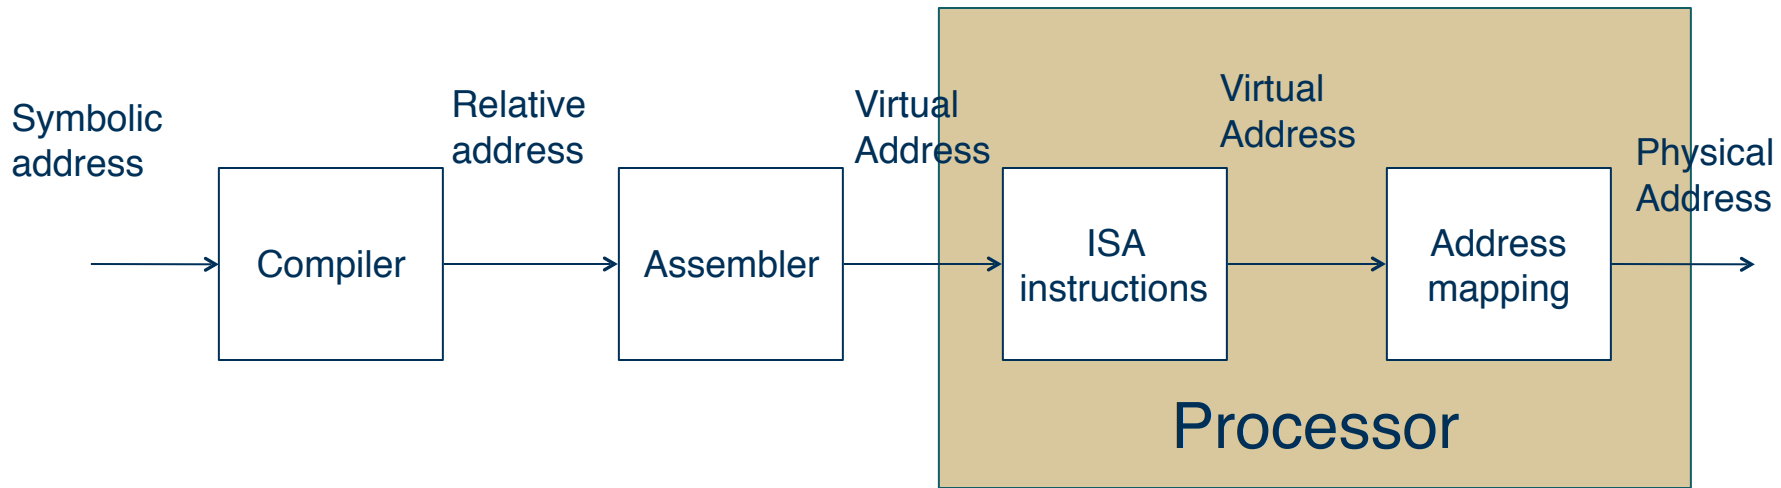 Symbolic
address
Compiler
Relative
address
Assembler
Virtual
Address
ISA
instructions
Virtual
Address
Address
mapping
Physical
Address
Processor